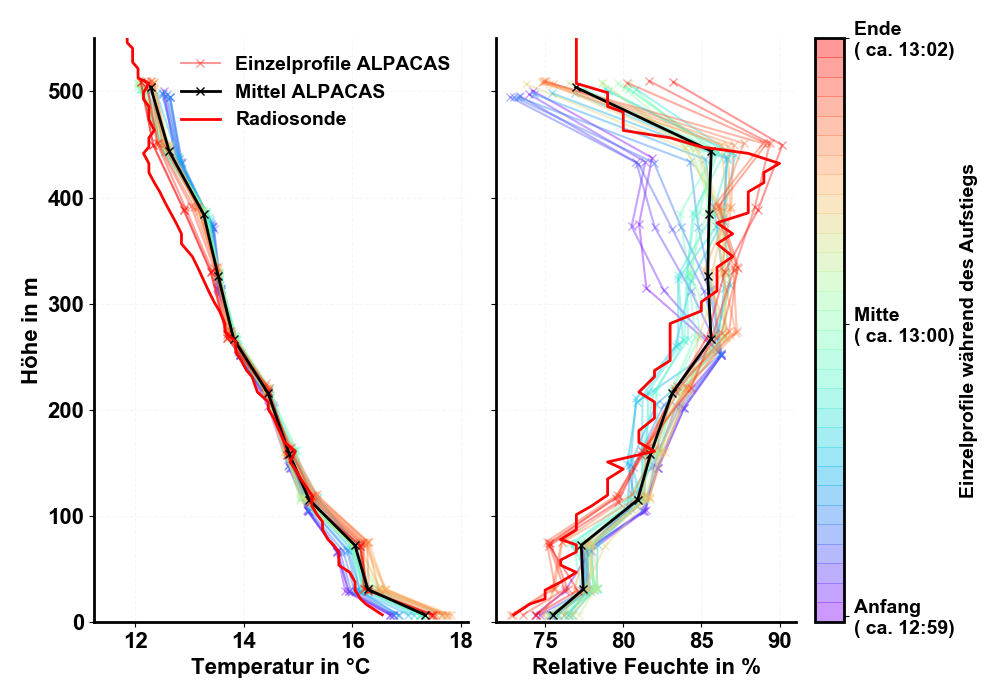 Einzelprofile ALPACAS
Mittel ALPACAS
Radiosonde
Höhe in m
500
400
300
200
100
0
12
14
16
18
Temperatur in °C
75
80
85
90
Relative Feuchte in %
Ende
( ca. 13:02)
Mitte
( ca. 13:00)
Anfang
( ca. 12:59)
Einzelprofile während des Aufstiegs